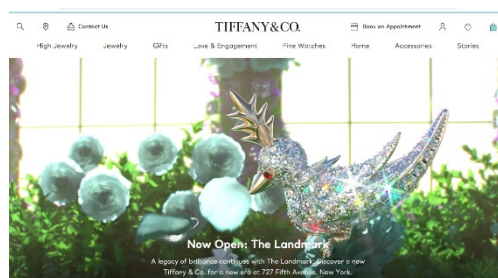 Contact Us
TIFFANY&CO.
Book an Appointment
High Jewelry Jewelry Gifts Love & Engagement Fine Watches Home Accessories Stories
Now Open: The Landmark
A legacy of brilliance continues with The Landmark. Discover a new
Tiffany & Co. for a new era at 727 Fifth Avenue, New York.